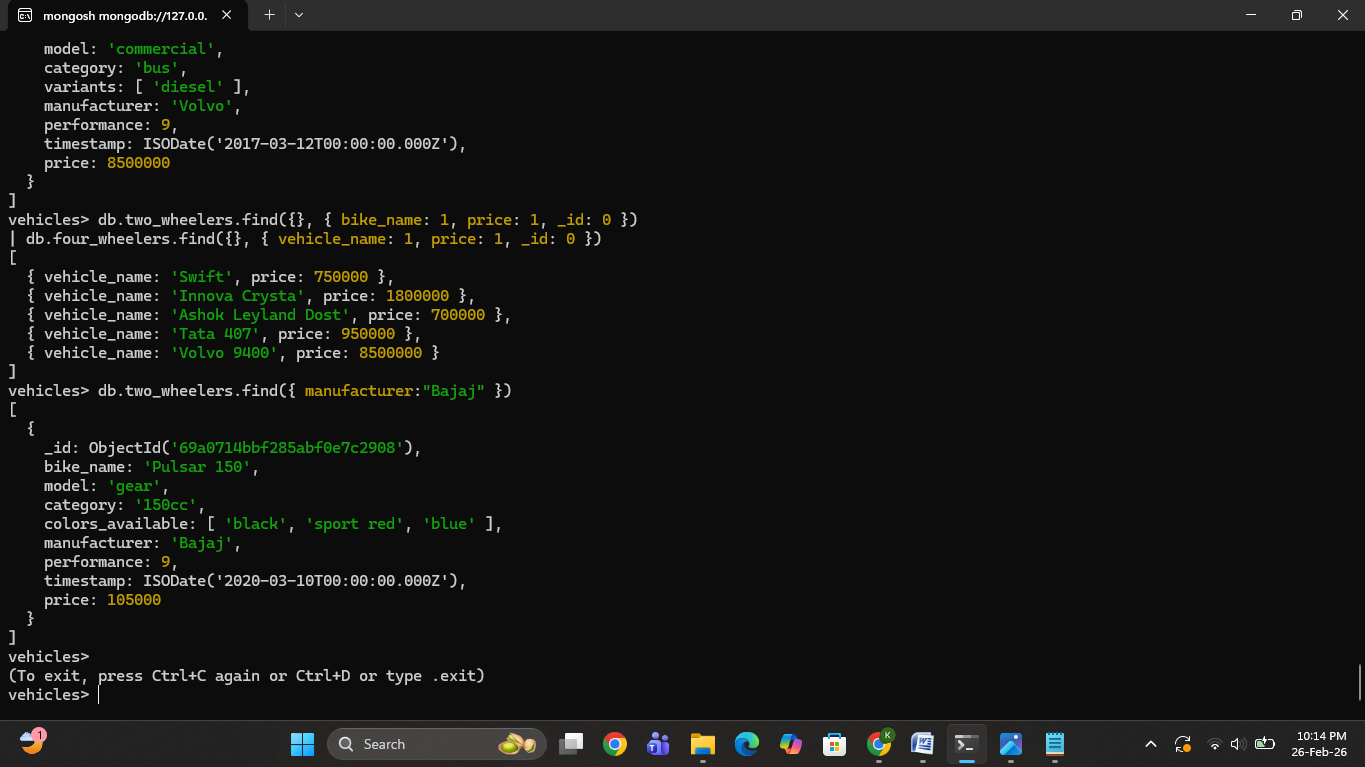 mongosh mongodb://127.0.0.
model: 'commercial',
category: 'bus',
variants: [ 'diesel' ],
manufacturer: 'Volvo',
performance: 9,
timestamp: ISODate('2017-03-12T00:00:00.000Z'),
price: 8500000
}
]
vehicles> db.two_wheelers.find({}, { bike_name: 1, price: 1, _id: 0 })
| db.four_wheelers.find({}, { vehicle_name: 1, price: 1, _id: 0 })
[
{ vehicle_name: 'Swift', price: 750000 },
{ vehicle_name: 'Innova Crysta', price: 1800000 },
{ vehicle_name: 'Ashok Leyland Dost', price: 700000 },
{ vehicle_name: 'Tata 407', price: 950000 },
{ vehicle_name: 'Volvo 9400', price: 8500000 }
]
vehicles> db.two_wheelers.find({ manufacturer:"Bajaj" })
[
{
_id: ObjectId('69a0714bbf285abf0e7c2908'),
bike_name: 'Pulsar 150',
model: 'gear',
category: '150cc',
colors_available: [ 'black', 'sport red', 'blue' ],
manufacturer: 'Bajaj',
performance: 9,
timestamp: ISODate('2020-03-10T00:00:00.000Z'),
price: 105000
}
]
vehicles>
(To exit, press Ctrl+C again or Ctrl+D or type .exit)
vehicles>
1
Search
K
10:14 PM
26-Feb-26